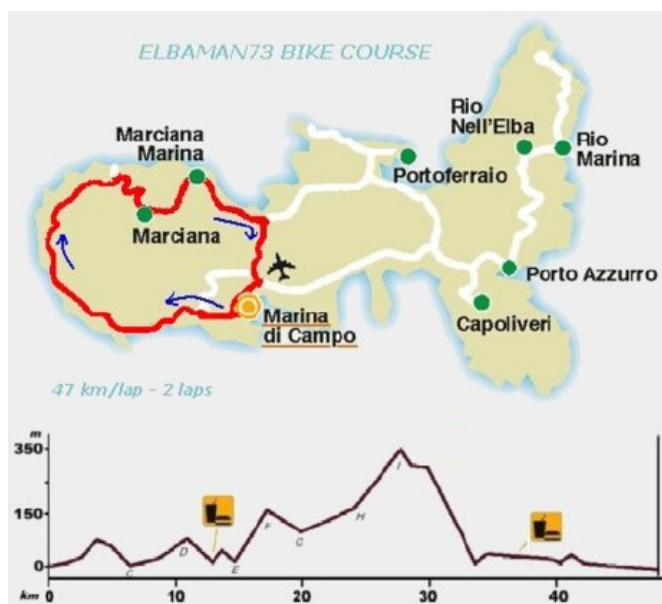 ELBAMAN73 BIKE COURSE
Marciana
Marina
Rio
Nell'Elba
Rio
Marina
Portoferraio
Marciana
Porto Azzurro
Marina
di Campo
Capoliveri
47 km/lap - 2 laps
m
350
150
0
C
D
E
F
G
H
I
km
0
10
20
30
40